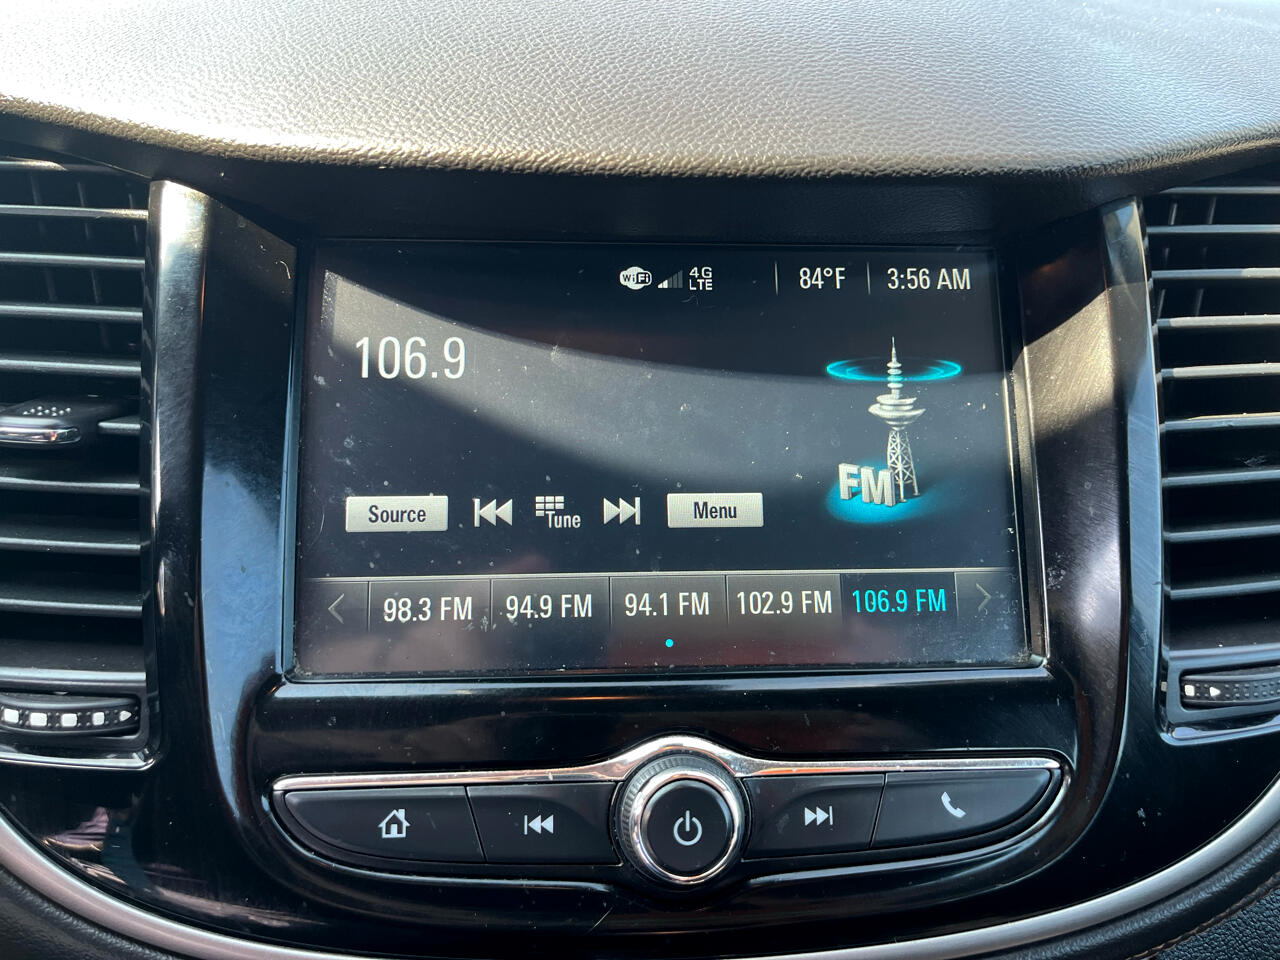 WiFi 4G LTE 84°F 3:56 AM
106.9
FM
Source Tune Menu
98.3 FM 94.9 FM 94.1 FM 102.9 FM 106.9 FM